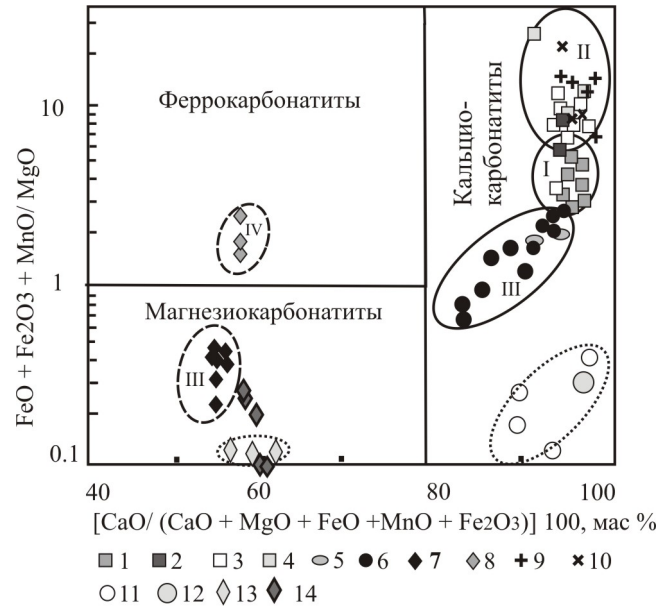 FeO + Fe2O3 + MnO/ MgO
10
1
0.1
Феррокарбонатиты
Кальцио-
карбонатиты
Магнезиокарбонатиты
II
I
III
IV
III
40
60
80
100
[CaO/ (CaO + MgO + FeO +MnO + Fe2O3)] 100, мас %
1 2 3 4 5 6 7 8 9 10
11 12 13 14